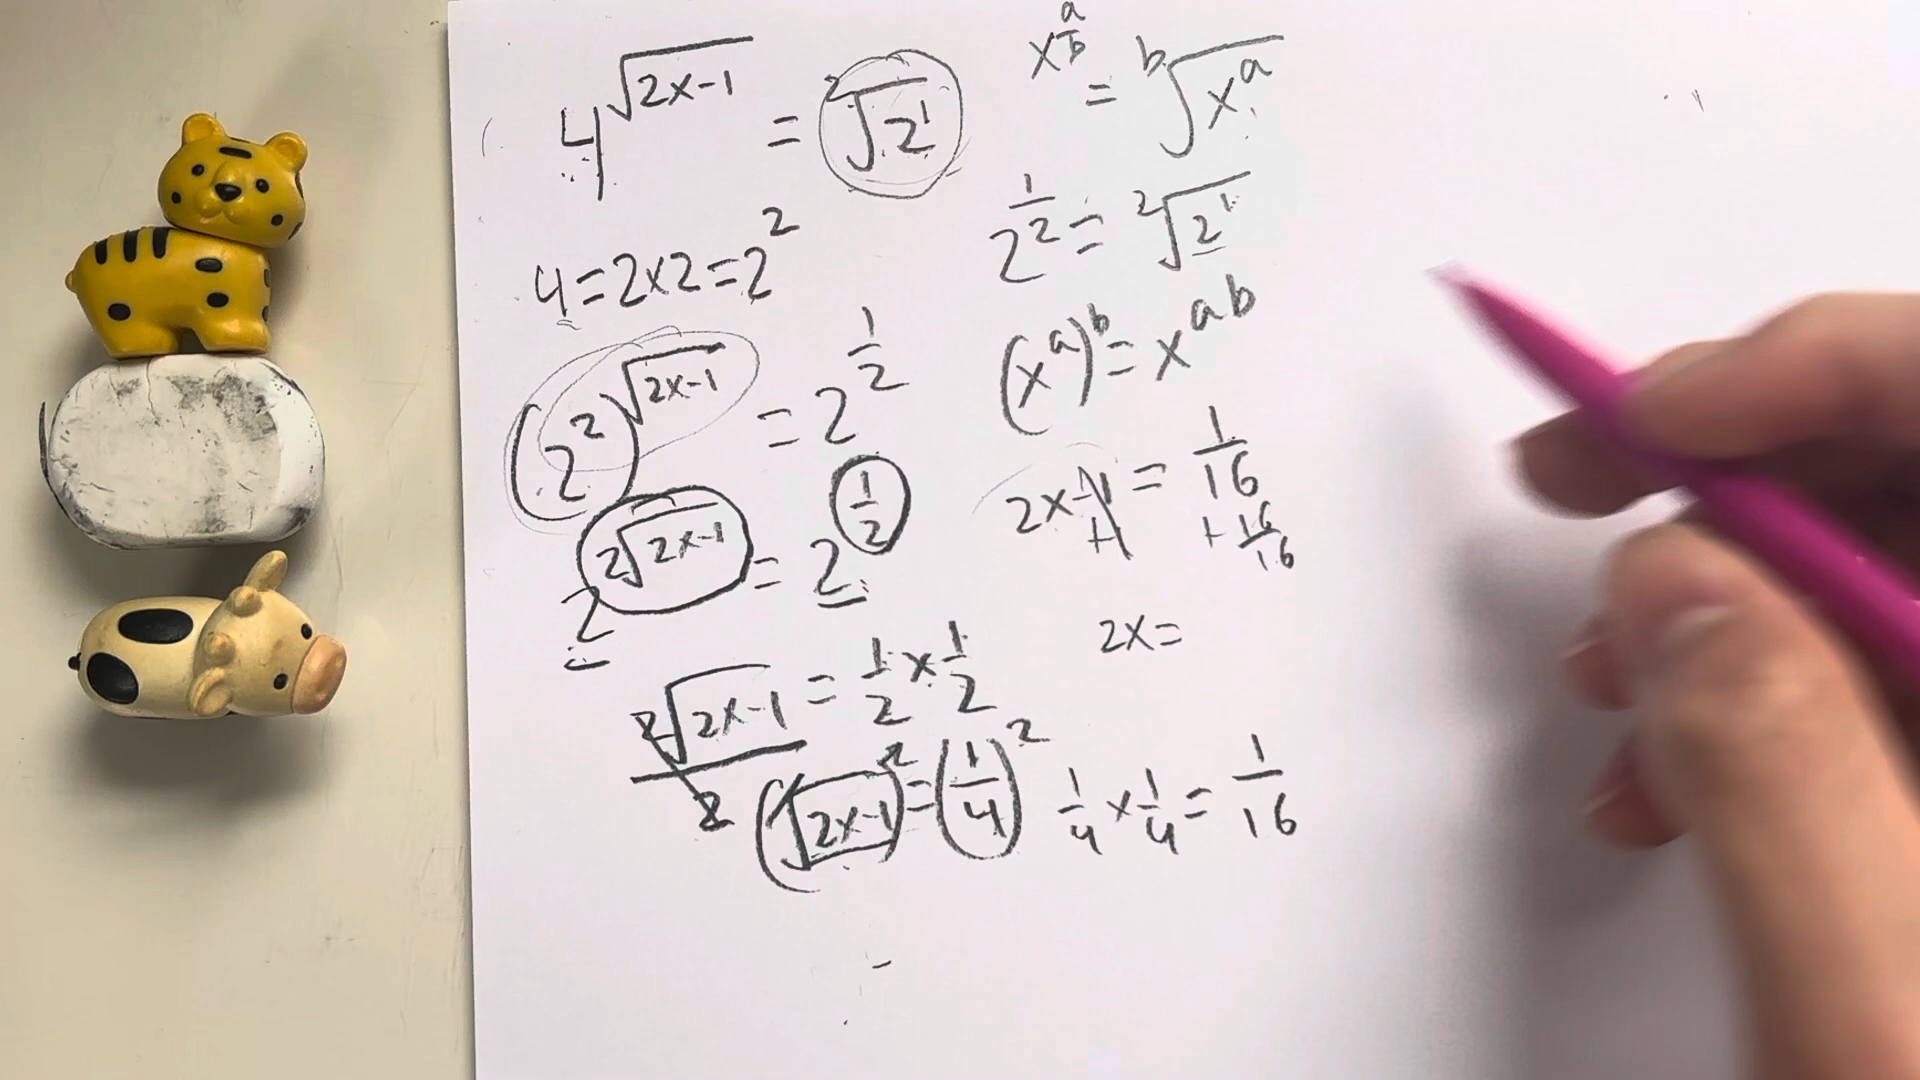 4^√(2x-1) = ²√2¹
4=2×2=2²
(2²)^√(2x-1) = 2^(1/2)
2^(2√(2x-1)) = 2^(1/2)
2√(2x-1) = 1/2 × 1/2
2
(√(2x-1))² = (1/4)²
x^(a/b) = ᵇ√x^a
2^(1/2) = ²√2¹
(x^a)^b = x^(ab)
2x-1 = 1/16
+1 +16/16
2x=
1/4 × 1/4 = 1/16